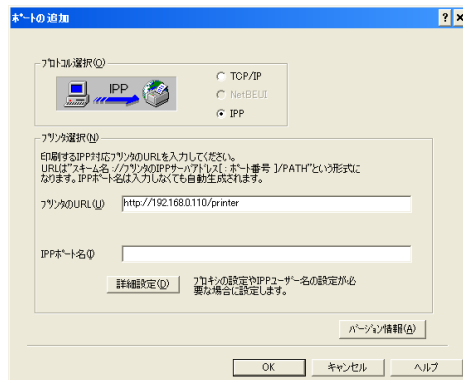 ﾎﾟｰﾄの追加
ﾌﾟﾛﾄｺﾙ選択(O)
IPP
TCP/IP
NetBEUI
IPP
ﾌﾟﾘﾝﾀ選択(N)
印刷するIPP対応ﾌﾟﾘﾝﾀのURLを入力してください。
URLは"ｽｷｰﾑ名://ﾌﾟﾘﾝﾀのIPPｻｰﾊﾞｱﾄﾞﾚｽ[:ﾎﾟｰﾄ番号]/PATH"という形式に
なります。IPPﾎﾟｰﾄ名は入力しなくても自動生成されます。
ﾌﾟﾘﾝﾀのURL(U)
http://192.168.0.110/printer
IPPﾎﾟｰﾄ名(I)
詳細設定(D)
ﾌﾟﾛｷｼの設定やIPPﾕｰｻﾞｰ名の設定が必
要な場合に設定します。
ﾊﾞｰｼﾞｮﾝ情報(A)
OK
ｷｬﾝｾﾙ
ﾍﾙﾌﾟ